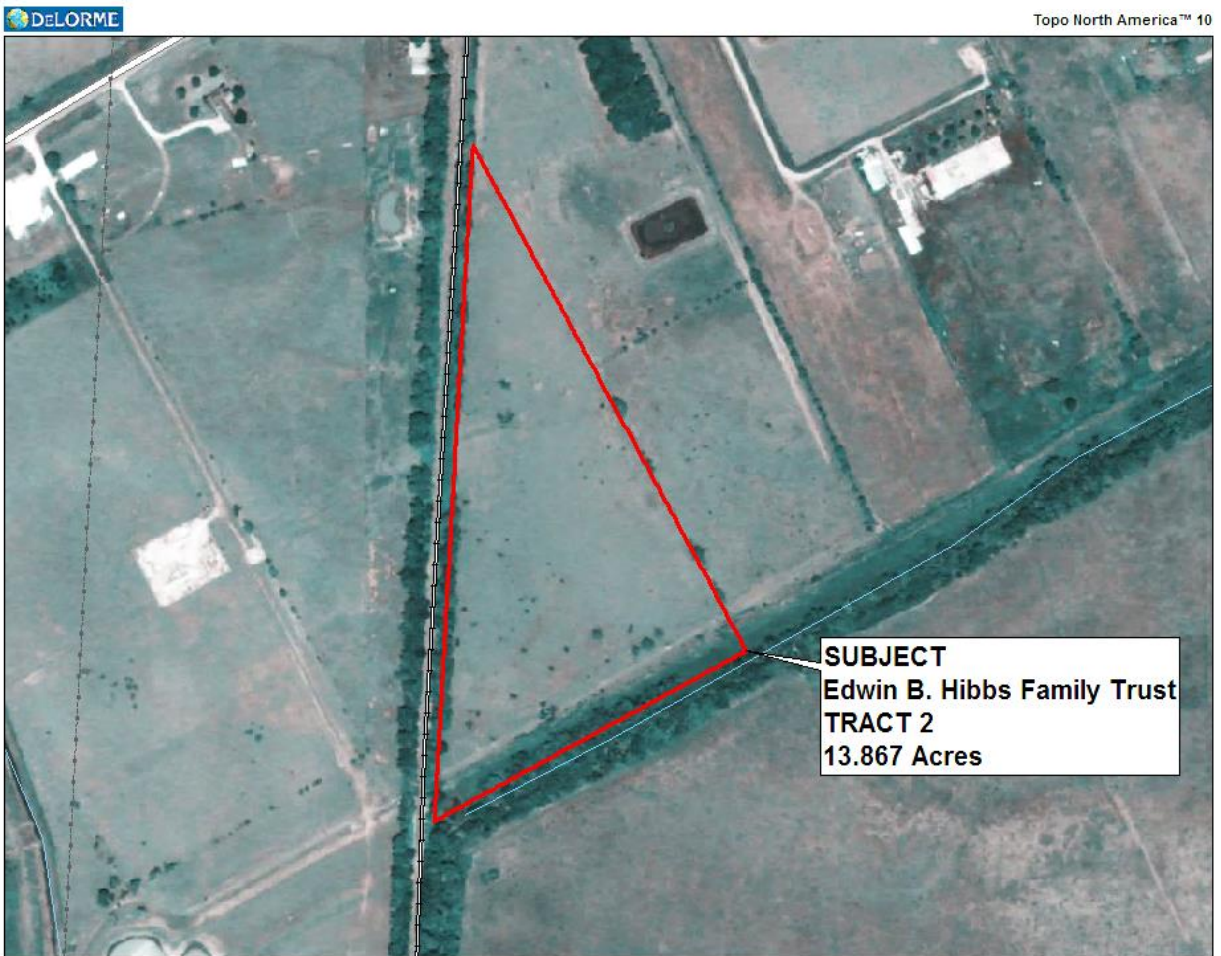 DELORME
Topo North America™ 10
SUBJECT
Edwin B. Hibbs Family Trust
TRACT 2
13.867 Acres